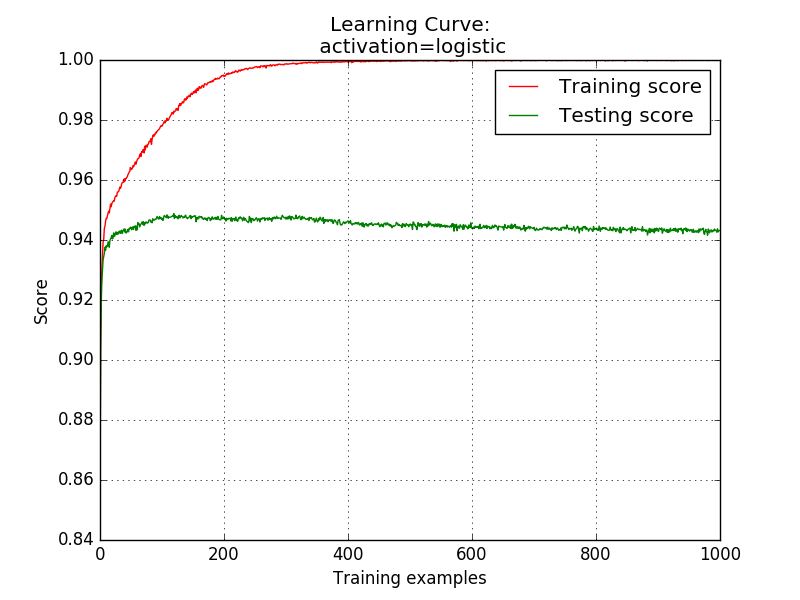 Learning Curve:
activation=logistic
1.00
0.98
0.96
0.94
0.92
0.90
0.88
0.86
0.84
Score
Training score
Testing score
0
200
400
600
800
1000
Training examples